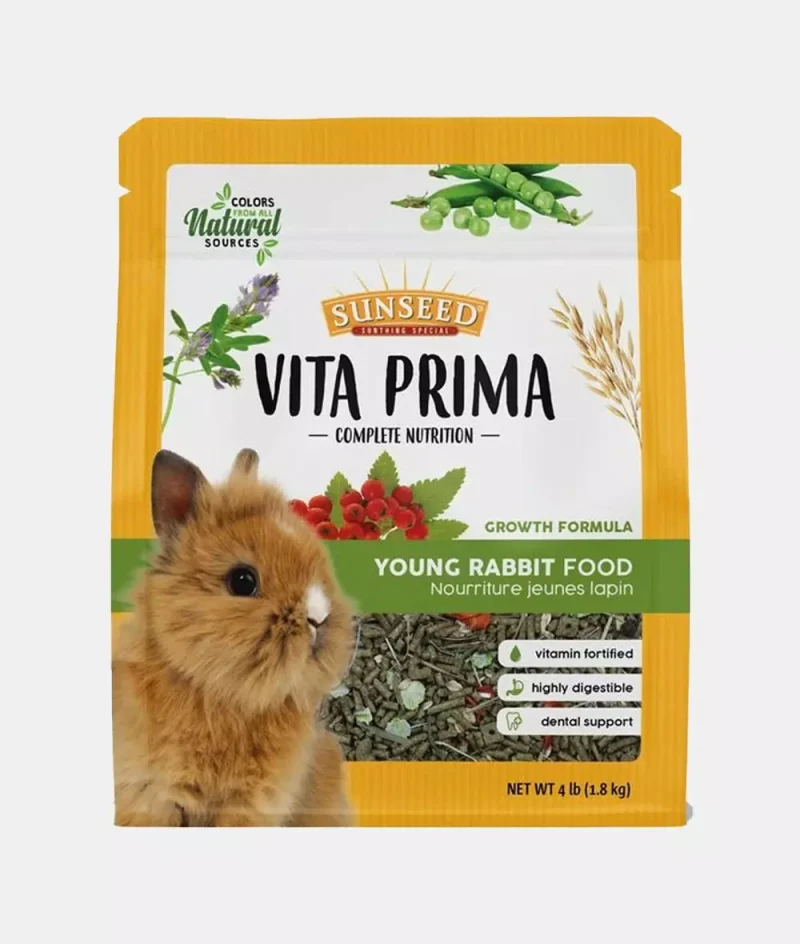 COLORS
FROM ALL
Natural
SOURCES
SUNSEED®
SUNTHING SPECIAL
VITA PRIMA
COMPLETE NUTRITION
GROWTH FORMULA
YOUNG RABBIT FOOD
Nourriture jeunes lapin
vitamin fortified
highly digestible
dental support
NET WT 4 lb (1.8 kg)